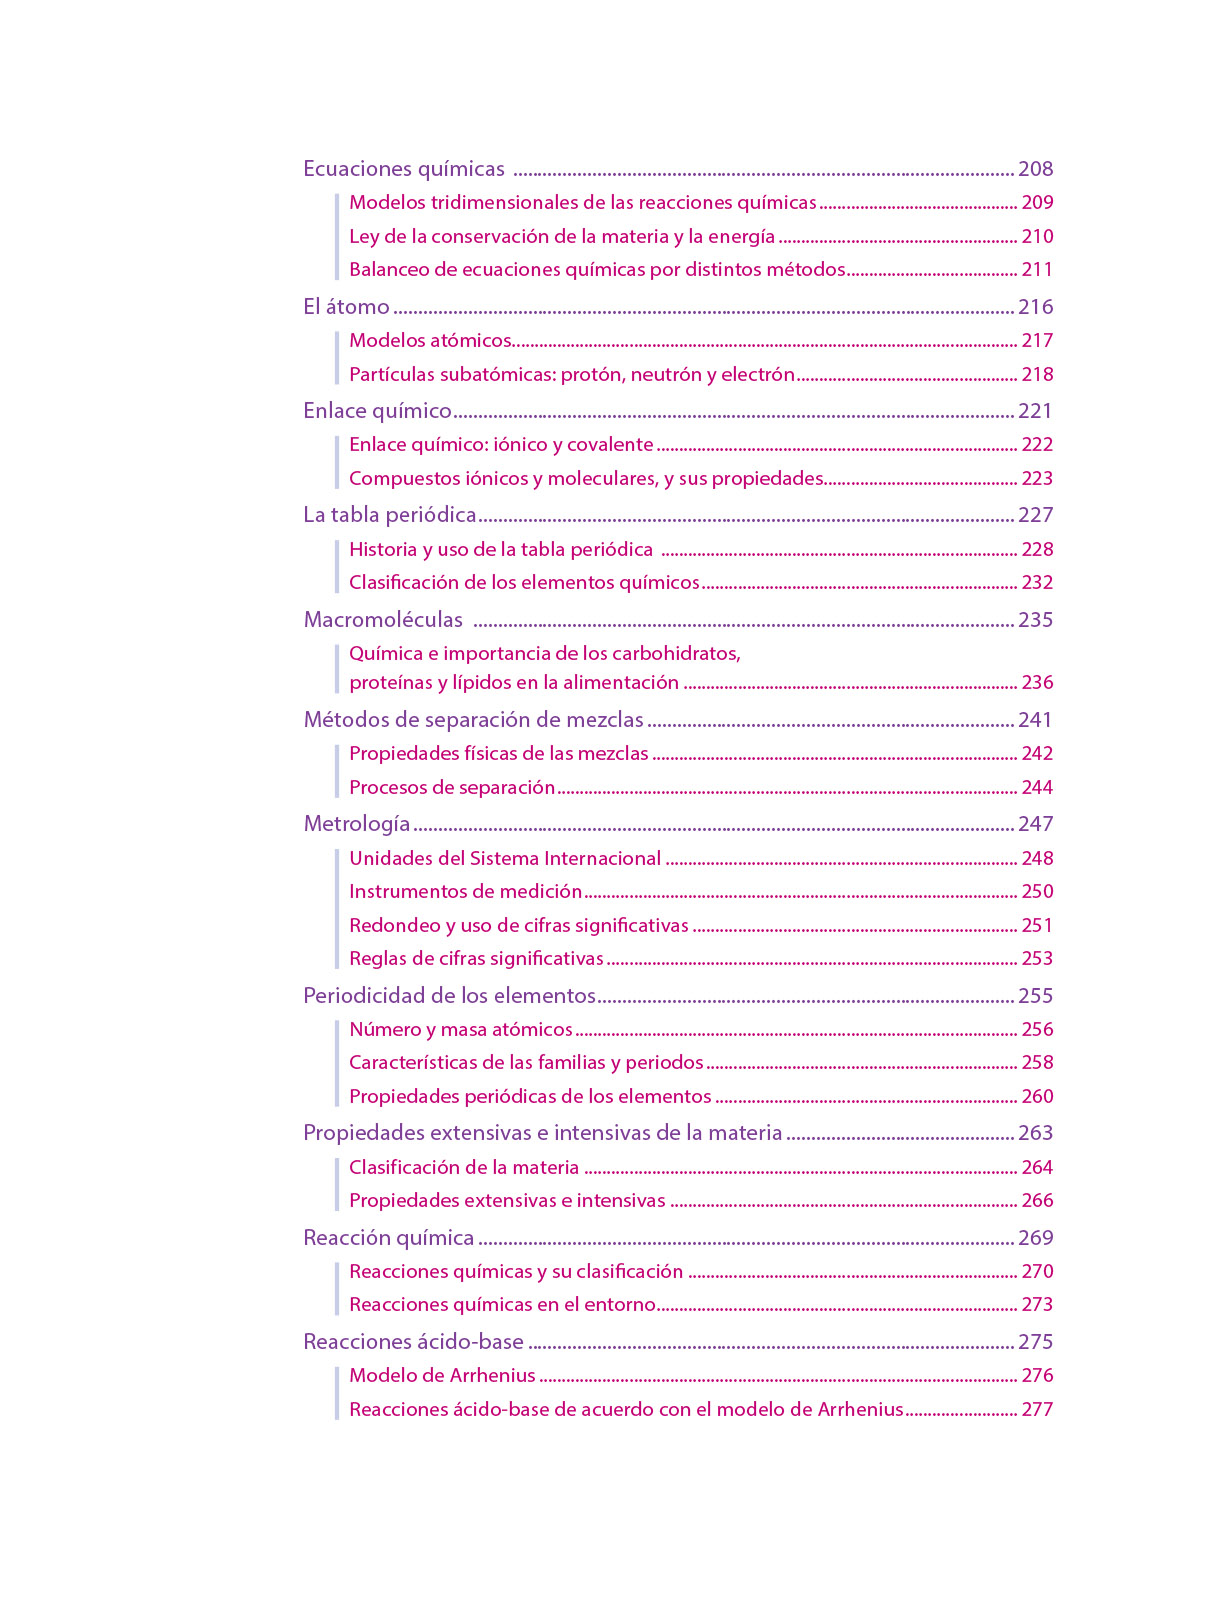 Ecuaciones químicas ........ 208
Modelos tridimensionales de las reacciones químicas ........ 209
Ley de la conservación de la materia y la energía ........ 210
Balanceo de ecuaciones químicas por distintos métodos ........ 211
El átomo ........ 216
Modelos atómicos ........ 217
Partículas subatómicas: protón, neutrón y electrón ........ 218
Enlace químico ........ 221
Enlace químico: iónico y covalente ........ 222
Compuestos iónicos y moleculares, y sus propiedades ........ 223
La tabla periódica ........ 227
Historia y uso de la tabla periódica ........ 228
Clasificación de los elementos químicos ........ 232
Macromoléculas ........ 235
Química e importancia de los carbohidratos,
proteínas y lípidos en la alimentación ........ 236
Métodos de separación de mezclas ........ 241
Propiedades físicas de las mezclas ........ 242
Procesos de separación ........ 244
Metrología ........ 247
Unidades del Sistema Internacional ........ 248
Instrumentos de medición ........ 250
Redondeo y uso de cifras significativas ........ 251
Reglas de cifras significativas ........ 253
Periodicidad de los elementos ........ 255
Número y masa atómicos ........ 256
Características de las familias y periodos ........ 258
Propiedades periódicas de los elementos ........ 260
Propiedades extensivas e intensivas de la materia ........ 263
Clasificación de la materia ........ 264
Propiedades extensivas e intensivas ........ 266
Reacción química ........ 269
Reacciones químicas y su clasificación ........ 270
Reacciones químicas en el entorno ........ 273
Reacciones ácido-base ........ 275
Modelo de Arrhenius ........ 276
Reacciones ácido-base de acuerdo con el modelo de Arrhenius ........ 277